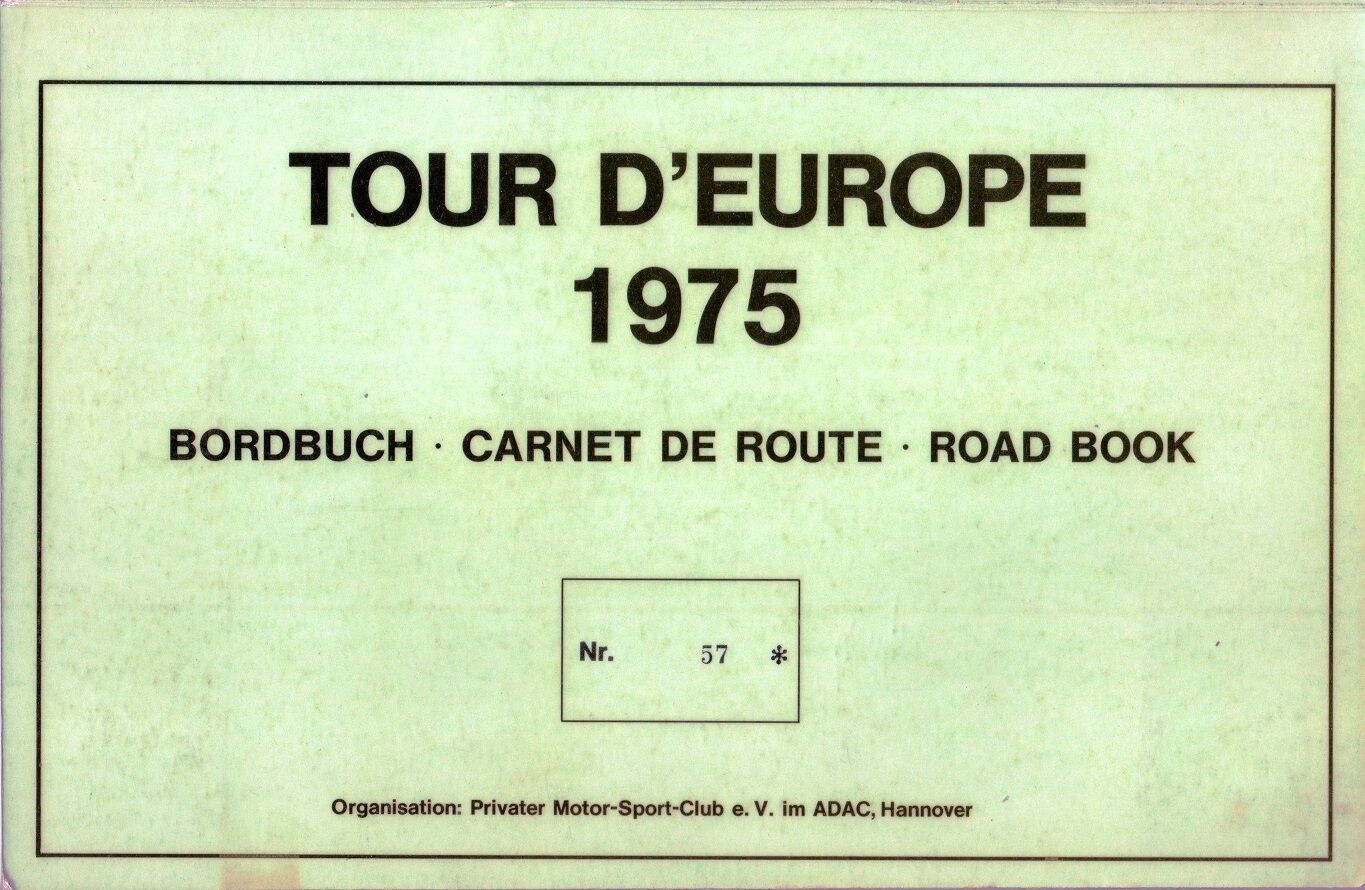 TOUR D'EUROPE
1975
BORDBUCH · CARNET DE ROUTE · ROAD BOOK
Nr. 57 *
Organisation: Privater Motor-Sport-Club e. V. im ADAC, Hannover